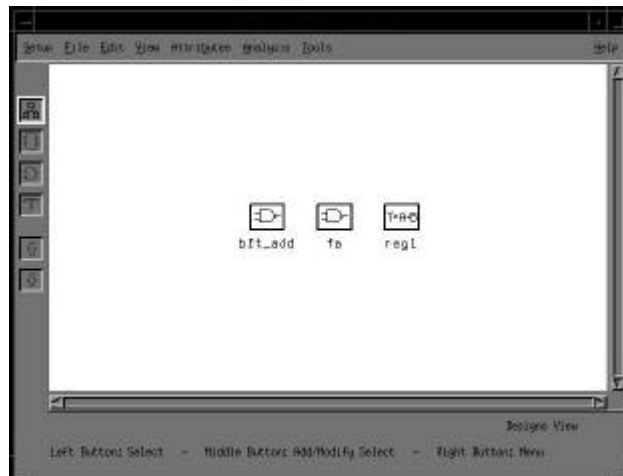 Setup File Edit View Attributes Analysis Tools Help
Y=A+B
bit_add fa reg1
Designs View
Left Button: Select - Middle Button: Add/Modify Select - Right Button: Menu